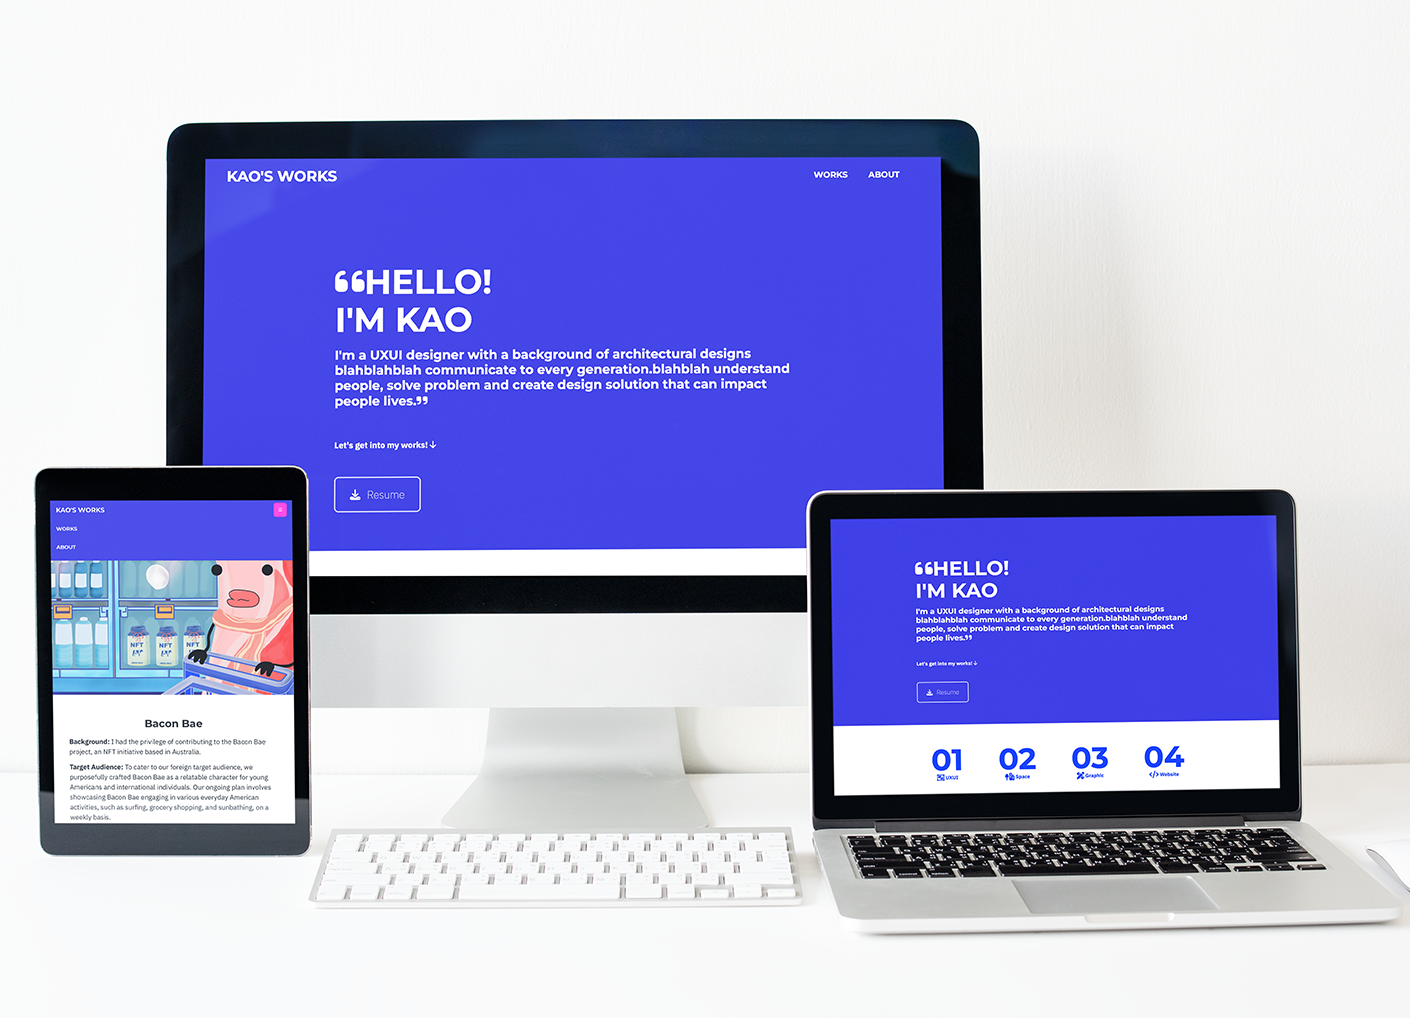 KAO'S WORKS
WORKS ABOUT
❝HELLO!
I'M KAO
I'm a UXUI designer with a background of architectural designs
blahblahblah communicate to every generation.blahblah understand
people, solve problem and create design solution that can impact
people lives.❞
Let's get into my works!↓
Resume
KAO'S WORKS
WORKS
ABOUT
NFT
NFT
NFT
Bacon Bae
Background: I had the privilege of contributing to the Bacon Bae
project, an NFT initiative based in Australia.
Target Audience: To cater to our foreign target audience, we
purposefully crafted Bacon Bae as a relatable character for young
Americans and international individuals. Our ongoing plan involves
showcasing Bacon Bae engaging in various everyday American
activities, such as surfing, grocery shopping, and sunbathing, on a
weekly basis.
❝HELLO!
I'M KAO
I'm a UXUI designer with a background of architectural designs
blahblahblah communicate to every generation.blahblah understand
people, solve problem and create design solution that can impact
people lives.❞
Let's get into my works!↓
Resume
01 02 03 04
UXUI Space Graphic Website